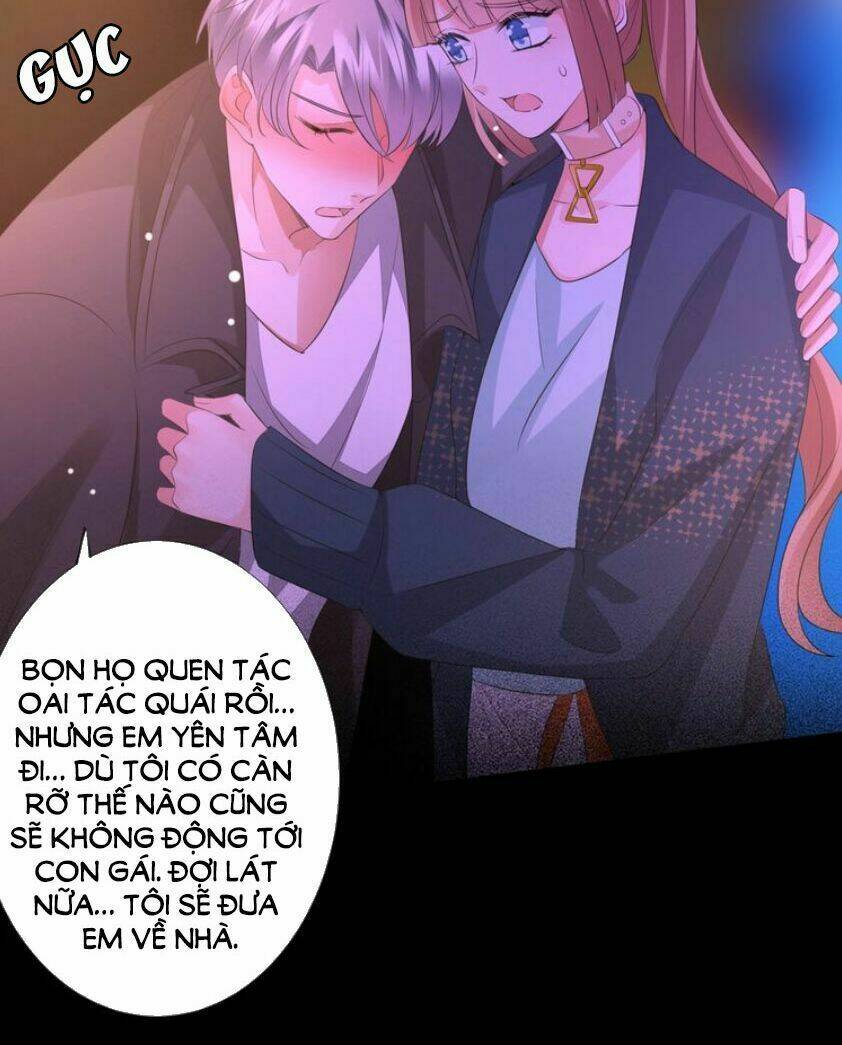 GỤC
BỌN HỌ QUEN TÁC
OAI TÁC QUÁI RỒI...
NHƯNG EM YÊN TÂM
ĐI... DÙ TÔI CÓ CÀN
RỠ THẾ NÀO CŨNG
SẼ KHÔNG ĐỘNG TỚI
CON GÁI. ĐỢI LÁT
NỮA... TÔI SẼ ĐƯA
EM VỀ NHÀ.